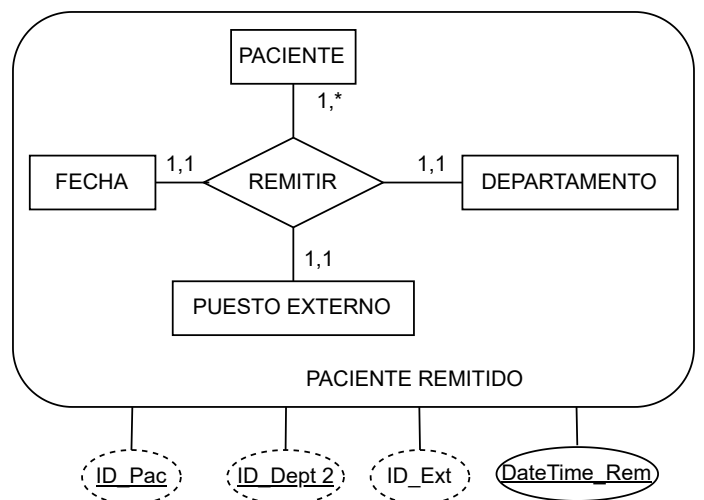 PACIENTE
1,*
FECHA
1,1
REMITIR
1,1
DEPARTAMENTO
1,1
PUESTO EXTERNO
PACIENTE REMITIDO
ID_Pac
ID_Dept 2
ID_Ext
DateTime_Rem